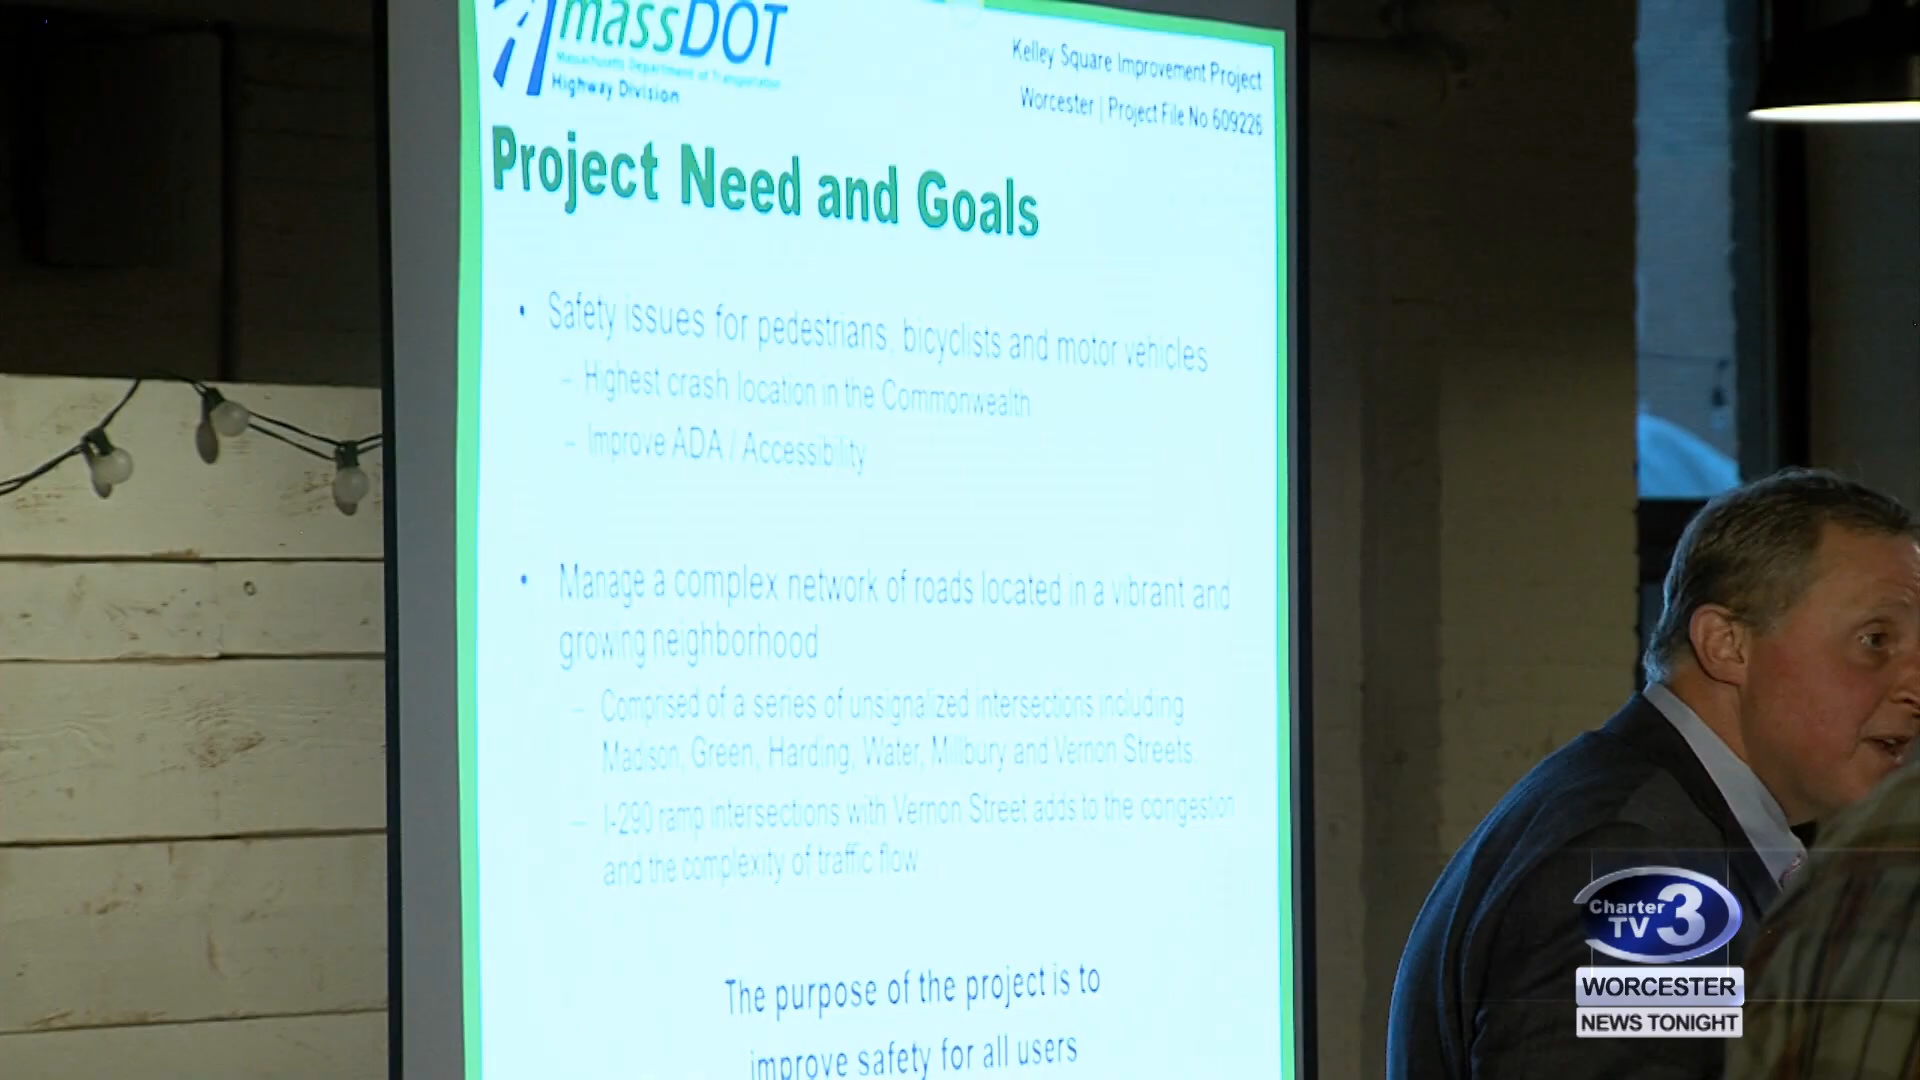 massDOT
Massachusetts Department of Transportation
Highway Division
Kelley Square Improvement Project
Worcester | Project File No 609226
Project Need and Goals
• Safety issues for pedestrians, bicyclists and motor vehicles
– Highest crash location in the Commonwealth
– Improve ADA / Accessibility
• Manage a complex network of roads located in a vibrant and
growing neighborhood
– Comprised of a series of unsignalized intersections including
Madison, Green, Harding, Water, Millbury and Vernon Streets.
– I-290 ramp intersections with Vernon Street adds to the congestion
and the complexity of traffic flow
The purpose of the project is to
improve safety for all users
Charter
TV 3
WORCESTER
NEWS TONIGHT